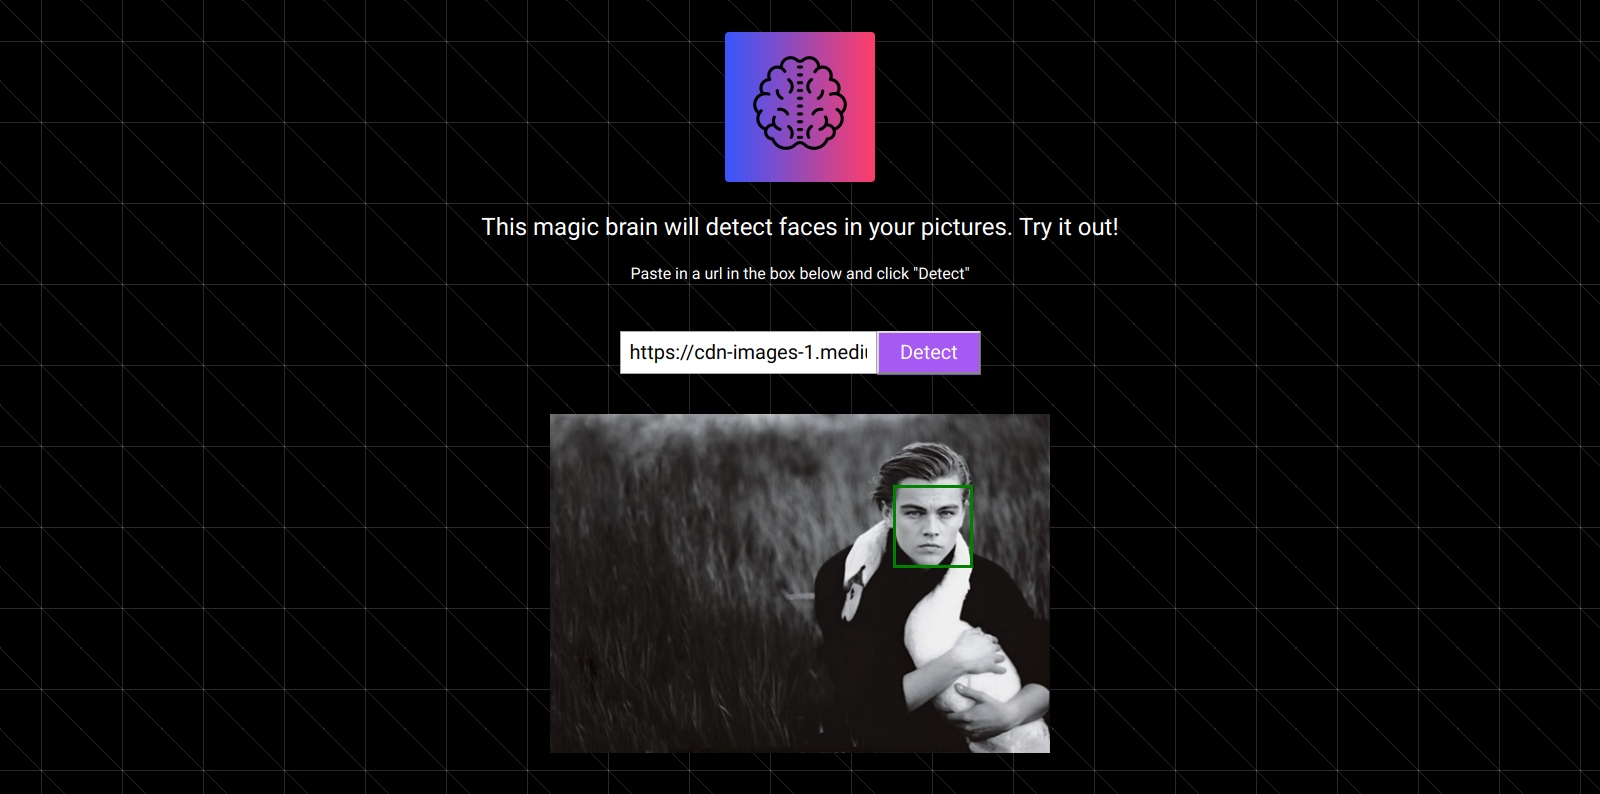 This magic brain will detect faces in your pictures. Try it out!
Paste in a url in the box below and click "Detect"
https://cdn-images-1.medi
Detect